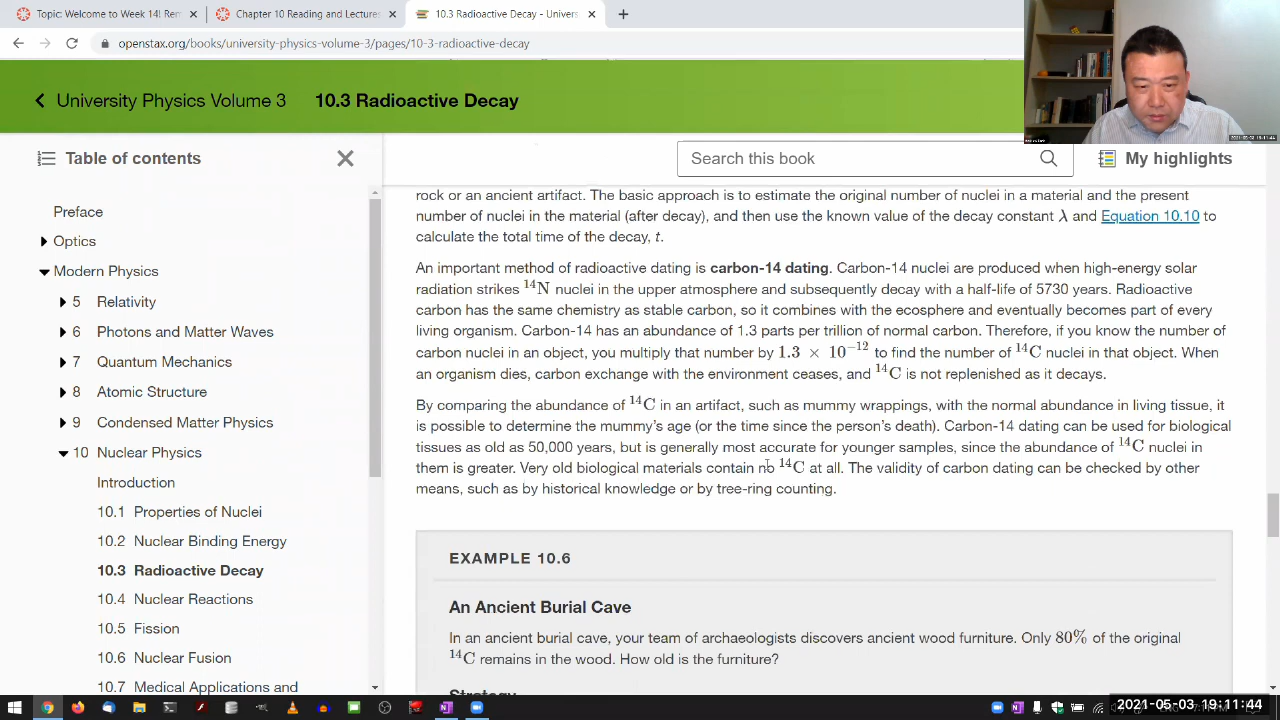 Topic: Welcome to Week 14| Rem
Chapter 10 Reading and Lectures
10.3 Radioactive Decay - Univers
openstax.org/books/university-physics-volume-3/pages/10-3-radioactive-decay
University Physics Volume 3
10.3 Radioactive Decay
2021-05-03 19:11:44
Table of contents
Search this book
My highlights
Preface
Optics
Modern Physics
5 Relativity
6 Photons and Matter Waves
7 Quantum Mechanics
8 Atomic Structure
9 Condensed Matter Physics
10 Nuclear Physics
Introduction
10.1 Properties of Nuclei
10.2 Nuclear Binding Energy
10.3 Radioactive Decay
10.4 Nuclear Reactions
10.5 Fission
10.6 Nuclear Fusion
10.7 Medical Applications and
rock or an ancient artifact. The basic approach is to estimate the original number of nuclei in a material and the present
number of nuclei in the material (after decay), and then use the known value of the decay constant λ and Equation 10.10 to
calculate the total time of the decay, t.
An important method of radioactive dating is carbon-14 dating. Carbon-14 nuclei are produced when high-energy solar
radiation strikes ¹⁴N nuclei in the upper atmosphere and subsequently decay with a half-life of 5730 years. Radioactive
carbon has the same chemistry as stable carbon, so it combines with the ecosphere and eventually becomes part of every
living organism. Carbon-14 has an abundance of 1.3 parts per trillion of normal carbon. Therefore, if you know the number of
carbon nuclei in an object, you multiply that number by 1.3 × 10⁻¹² to find the number of ¹⁴C nuclei in that object. When
an organism dies, carbon exchange with the environment ceases, and ¹⁴C is not replenished as it decays.
By comparing the abundance of ¹⁴C in an artifact, such as mummy wrappings, with the normal abundance in living tissue, it
is possible to determine the mummy's age (or the time since the person's death). Carbon-14 dating can be used for biological
tissues as old as 50,000 years, but is generally most accurate for younger samples, since the abundance of ¹⁴C nuclei in
them is greater. Very old biological materials contain no ¹⁴C at all. The validity of carbon dating can be checked by other
means, such as by historical knowledge or by tree-ring counting.
EXAMPLE 10.6
An Ancient Burial Cave
In an ancient burial cave, your team of archaeologists discovers ancient wood furniture. Only 80% of the original
¹⁴C remains in the wood. How old is the furniture?
Strategy
2021-05-03 19:11:44